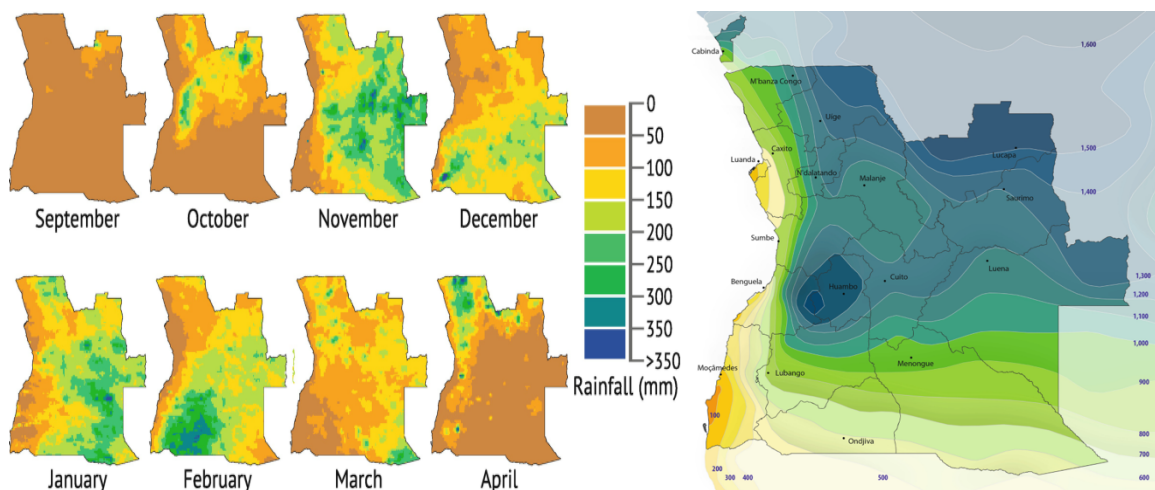 September
October
November
December
0
50
100
150
200
250
300
350
>350
Rainfall (mm)
January
February
March
April
Cabinda
1,600
M'banza Congo
Uige
Caxito
Luanda
Lucapa
1,500
N'dalatando
Malanje
1,400
Saurimo
Sumbe
Luena
Cuito
1,300
Benguela
Huambo
1,200
1,100
1,000
Menongue
Moçâmedes
Lubango
900
100
Ondjiva
800
700
200
300
400
500
600